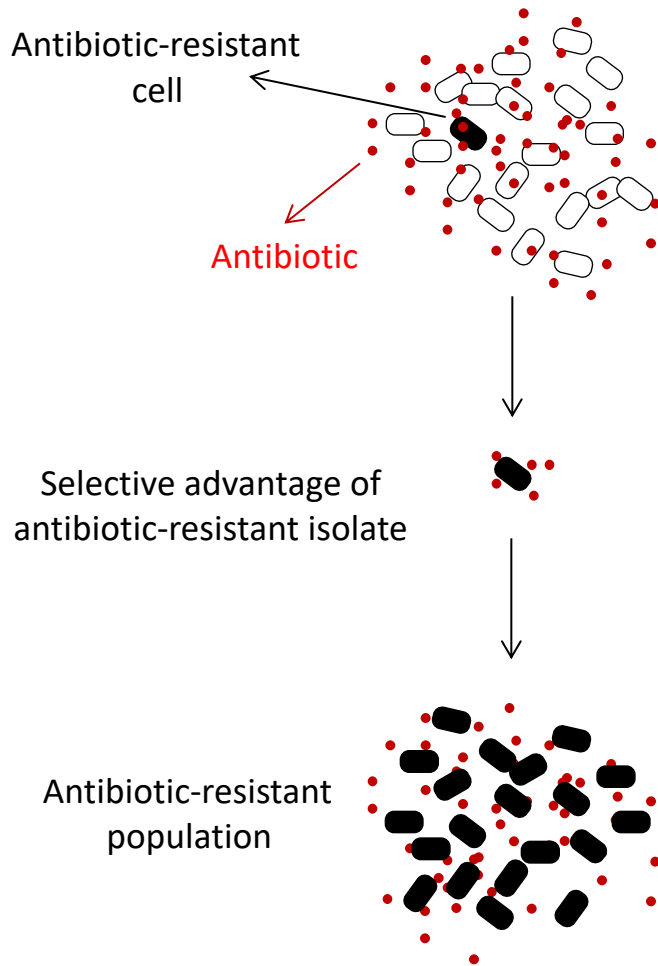 Antibiotic-resistant
cell
Antibiotic
Selective advantage of
antibiotic-resistant isolate
Antibiotic-resistant
population